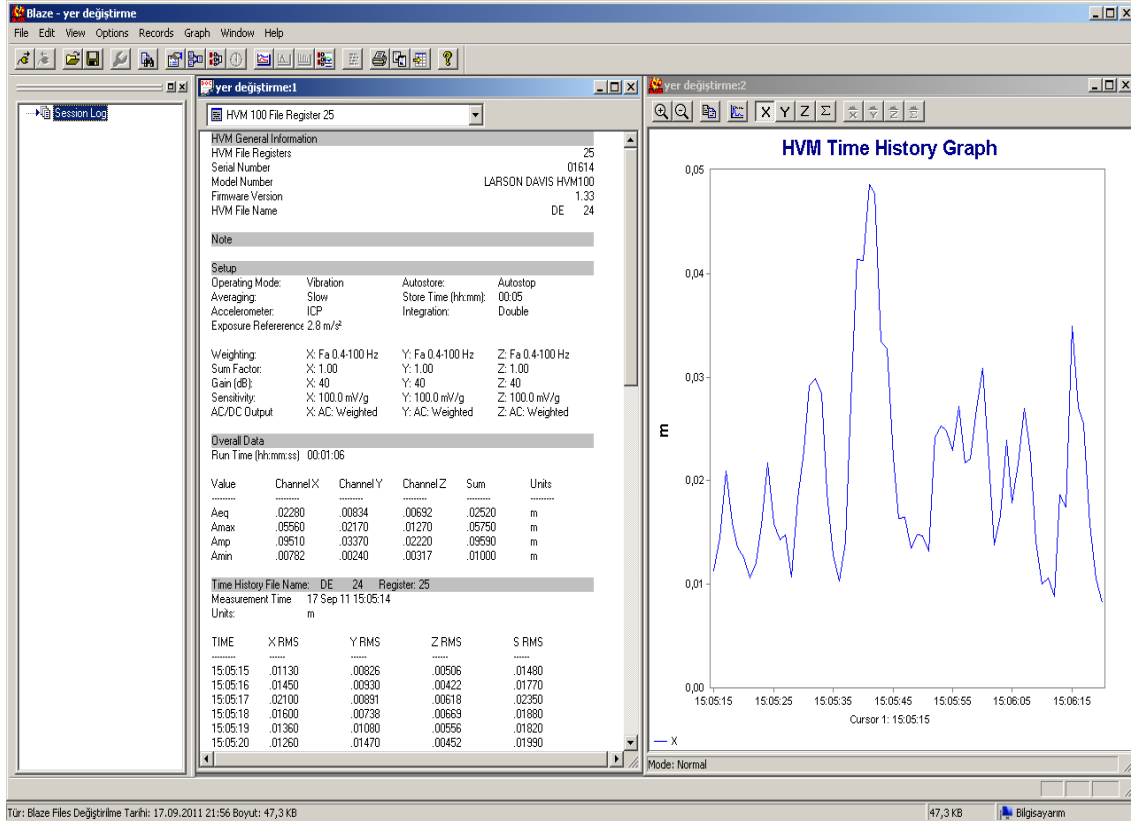 Blaze - yer değiştirme
File Edit View Options Records Graph Window Help
yer değiştirme:1
HVM 100 File Register 25
Session Log
HVM General Information
HVM File Registers 25
Serial Number 01614
Model Number LARSON DAVIS HVM100
Firmware Version 1.33
HVM File Name DE 24
Note
Setup
Operating Mode: Vibration Autostore: Autostop
Averaging: Slow Store Time (hh:mm): 00:05
Accelerometer: ICP Integration: Double
Exposure Refererence 2.8 m/s²
Weighting: X: Fa 0.4-100 Hz Y: Fa 0.4-100 Hz Z: Fa 0.4-100 Hz
Sum Factor: X: 1.00 Y: 1.00 Z: 1.00
Gain (dB): X: 40 Y: 40 Z: 40
Sensitivity: X: 100.0 mV/g Y: 100.0 mV/g Z: 100.0 mV/g
AC/DC Output X: AC: Weighted Y: AC: Weighted Z: AC: Weighted
Overall Data
Run Time (hh:mm:ss) 00:01:06
Value Channel X Channel Y Channel Z Sum Units
--------- --------- --------- --------- --------- ---------
Aeq .02280 .00834 .00692 .02520 m
Amax .05560 .02170 .01270 .05750 m
Amp .09510 .03370 .02220 .09590 m
Amin .00782 .00240 .00317 .01000 m
Time History File Name: DE 24 Register: 25
Measurement Time 17 Sep 11 15:05:14
Units: m
TIME X RMS Y RMS Z RMS S RMS
--------- ------ ------ ------ ------
15:05:15 .01130 .00826 .00506 .01480
15:05:16 .01450 .00930 .00422 .01770
15:05:17 .02100 .00891 .00618 .02350
15:05:18 .01600 .00738 .00669 .01880
15:05:19 .01360 .01080 .00556 .01820
15:05:20 .01260 .01470 .00452 .01990
yer değiştirme:2
X Y Z Σ X Y Z Σ
HVM Time History Graph
0,05
0,04
0,03
m
0,02
0,01
0,00
15:05:15 15:05:25 15:05:35 15:05:45 15:05:55 15:06:05 15:06:15
Cursor 1: 15:05:15
X
Mode: Normal
Tür: Blaze Files Değiştirilme Tarihi: 17.09.2011 21:56 Boyut: 47,3 KB 47,3 KB Bilgisayarım